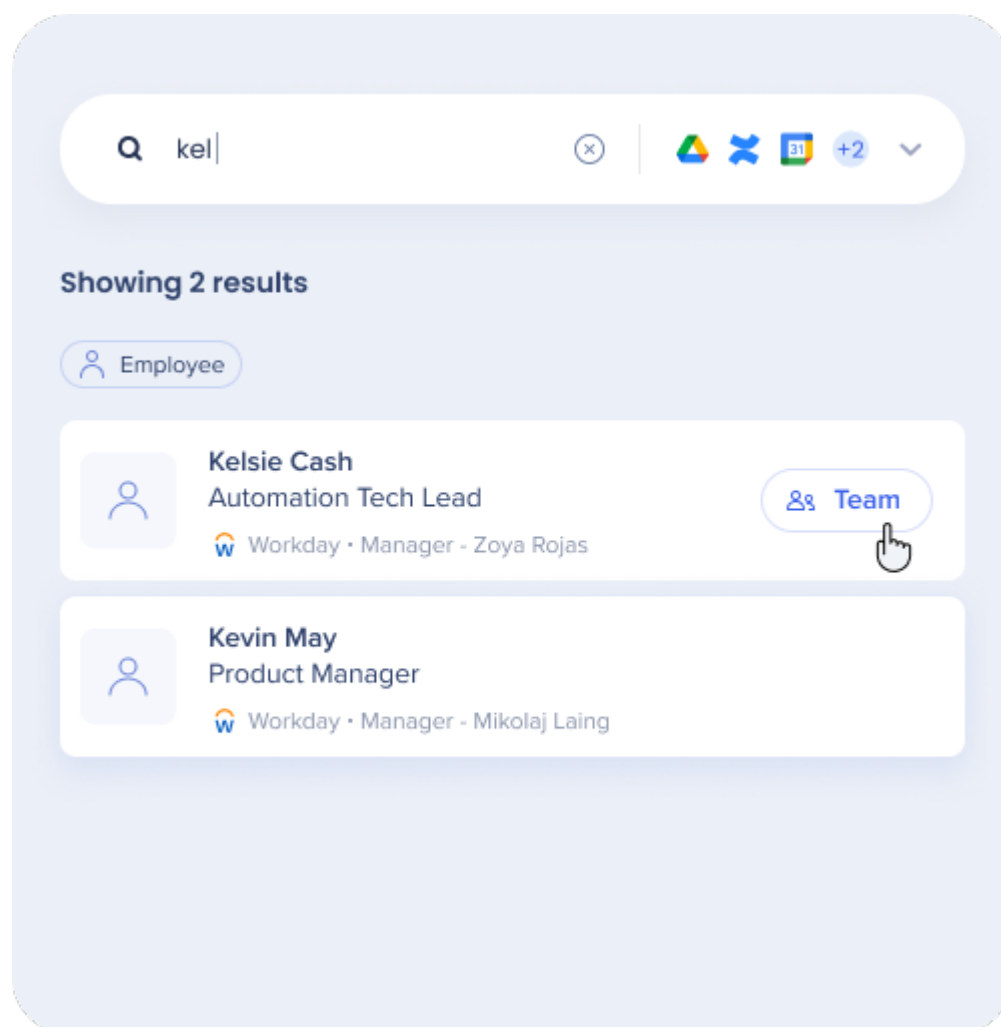 kel
31
+2
Showing 2 results
Employee
Kelsie Cash
Automation Tech Lead
Team
W Workday • Manager - Zoya Rojas
Kevin May
Product Manager
W Workday • Manager - Mikolaj Laing